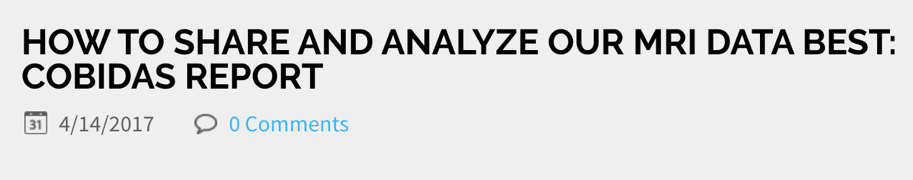 HOW TO SHARE AND ANALYZE OUR MRI DATA BEST:
COBIDAS REPORT
31 4/14/2017 0 Comments